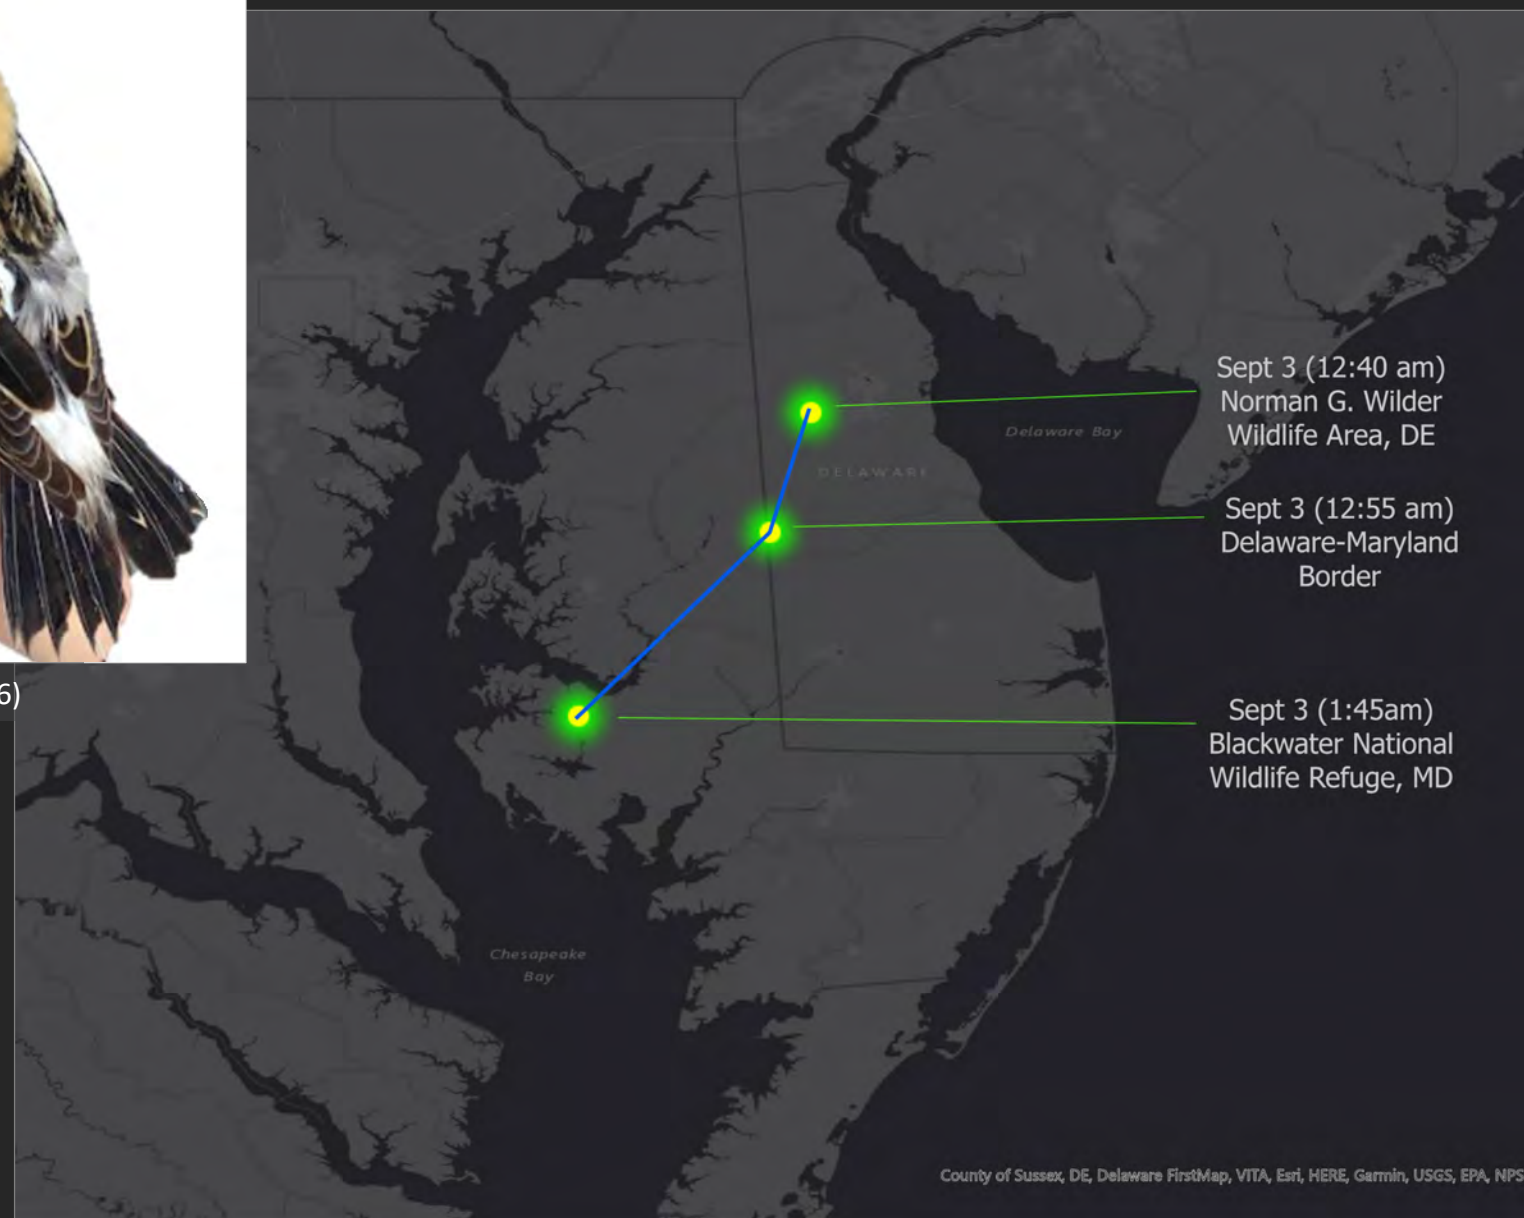 Sept 3 (12:40 am)
Norman G. Wilder
Wildlife Area, DE
Delaware Bay
DELAWARE
Sept 3 (12:55 am)
Delaware-Maryland
Border
6)
Sept 3 (1:45am)
Blackwater National
Wildlife Refuge, MD
Chesapeake
Bay
County of Sussex, DE, Delaware FirstMap, VITA, Esri, HERE, Garmin, USGS, EPA, NPS